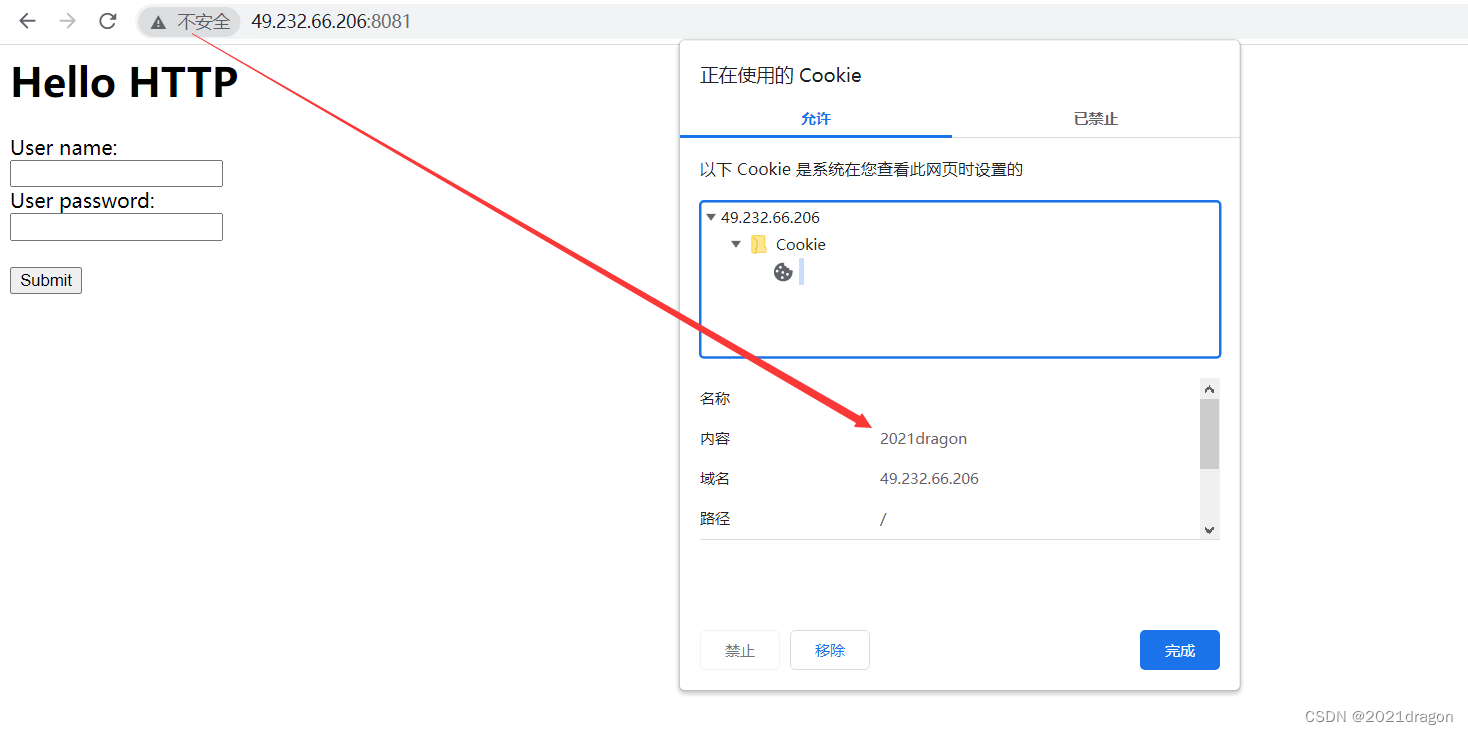 不安全 49.232.66.206:8081
Hello HTTP
User name:
User password:
Submit
正在使用的 Cookie
允许 已禁止
以下 Cookie 是系统在您查看此网页时设置的
49.232.66.206
Cookie
名称
内容 2021dragon
域名 49.232.66.206
路径 /
禁止 移除 完成
CSDN @2021dragon